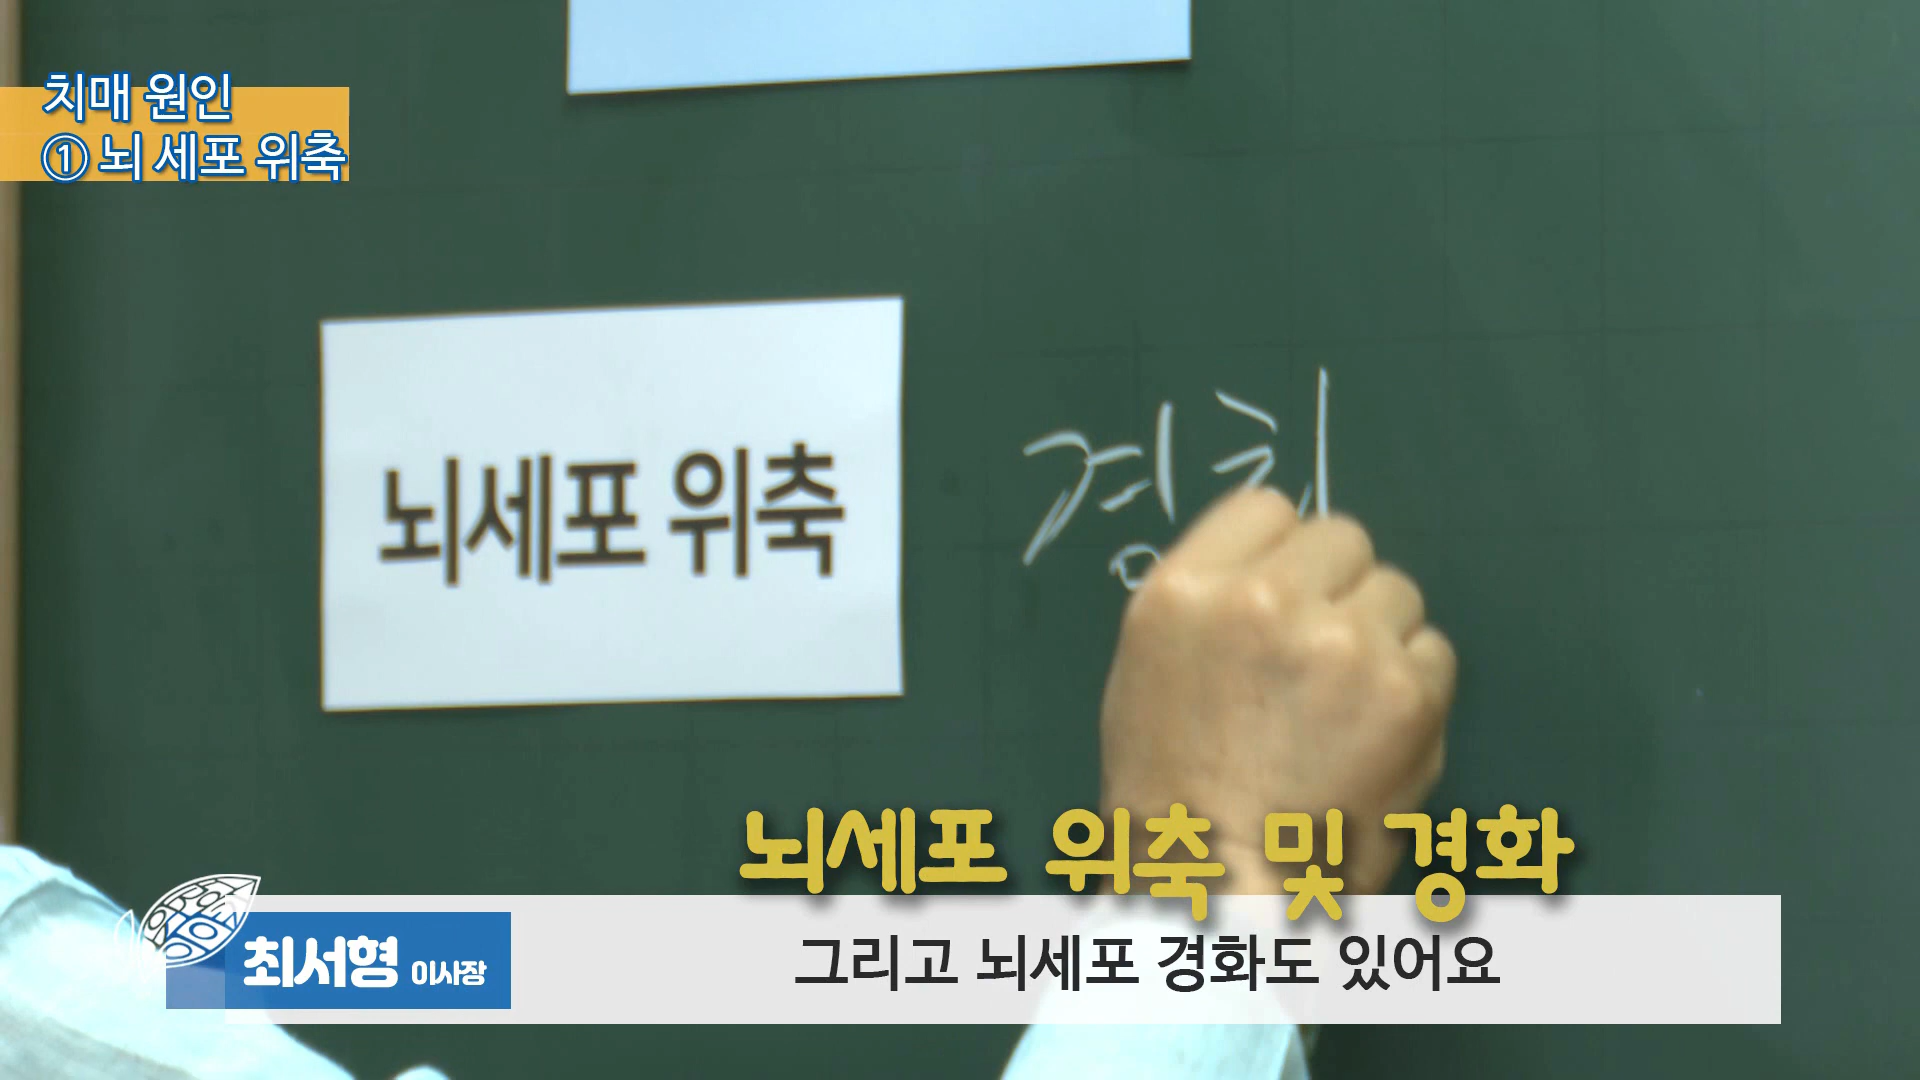 치매 원인
① 뇌 세포 위축
뇌세포 위축
경
뇌세포 위축 및 경화
최서형 이사장
그리고 뇌세포 경화도 있어요